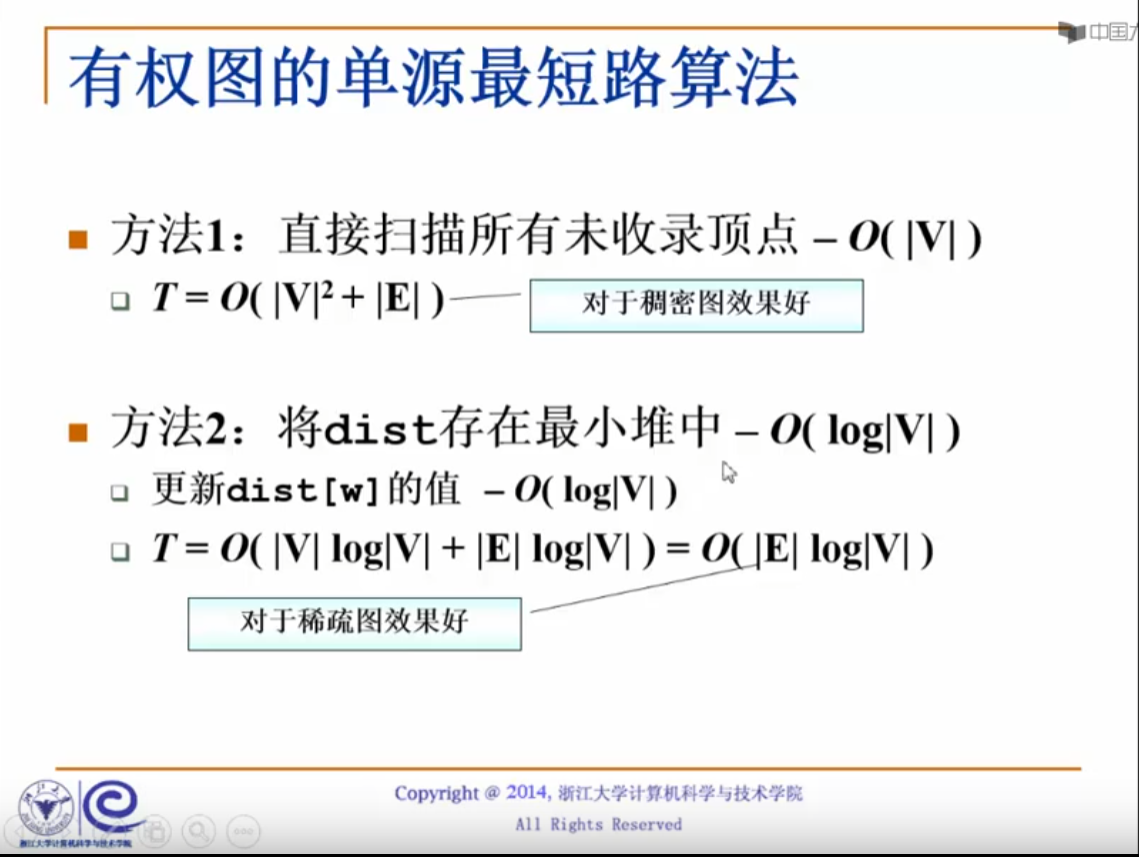 中国大
有权图的单源最短路算法
方法1：直接扫描所有未收录顶点 – O( |V| )
T = O( |V|² + |E| )
对于稠密图效果好
方法2：将dist存在最小堆中 – O( log|V| )
更新dist[w]的值 – O( log|V| )
T = O( |V| log|V| + |E| log|V| ) = O( |E| log|V| )
对于稀疏图效果好
Copyright @ 2014, 浙江大学计算机科学与技术学院
All Rights Reserved
浙江大学计算机科学与技术学院